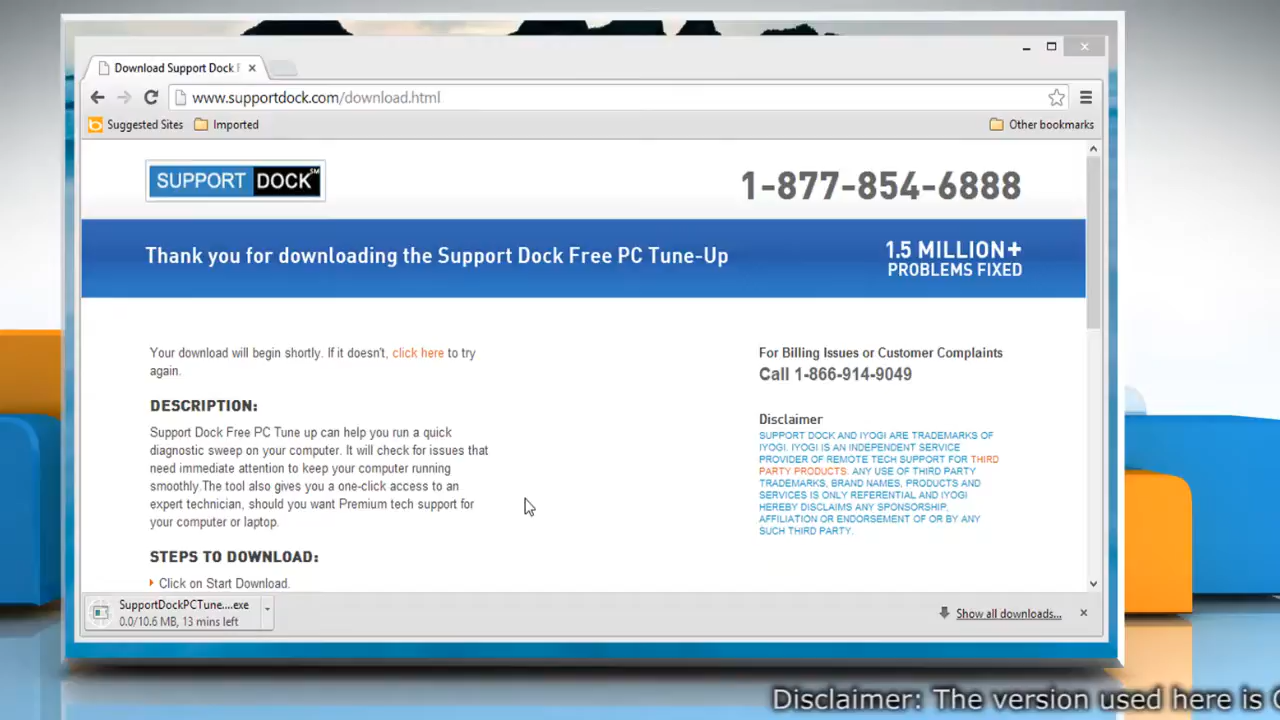 Download Support Dock F
www.supportdock.com/download.html
Suggested Sites
Imported
Other bookmarks
SUPPORT DOCK SM
1-877-854-6888
Thank you for downloading the Support Dock Free PC Tune-Up
1.5 MILLION+
PROBLEMS FIXED
Your download will begin shortly. If it doesn't, click here to try
again.
DESCRIPTION:
Support Dock Free PC Tune up can help you run a quick
diagnostic sweep on your computer. It will check for issues that
need immediate attention to keep your computer running
smoothly.The tool also gives you a one-click access to an
expert technician, should you want Premium tech support for
your computer or laptop.
STEPS TO DOWNLOAD:
Click on Start Download.
For Billing Issues or Customer Complaints
Call 1-866-914-9049
Disclaimer
SUPPORT DOCK AND IYOGI ARE TRADEMARKS OF
IYOGI. IYOGI IS AN INDEPENDENT SERVICE
PROVIDER OF REMOTE TECH SUPPORT FOR THIRD
PARTY PRODUCTS. ANY USE OF THIRD PARTY
TRADEMARKS, BRAND NAMES, PRODUCTS AND
SERVICES IS ONLY REFERENTIAL AND IYOGI
HEREBY DISCLAIMS ANY SPONSORSHIP,
AFFILIATION OR ENDORSEMENT OF OR BY ANY
SUCH THIRD PARTY.
SupportDockPCTune....exe
0.0/10.6 MB, 13 mins left
Show all downloads...
Disclaimer: The version used here is